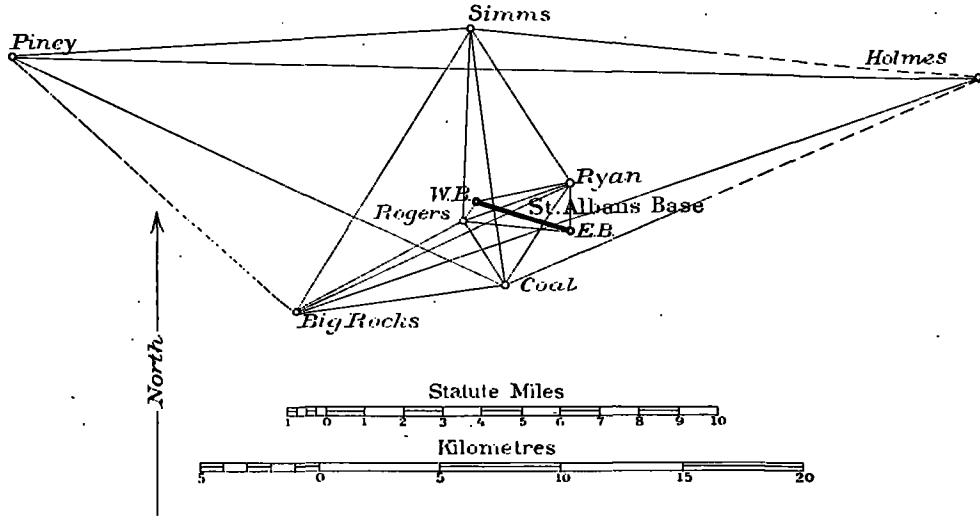 Simms
Piney
Holmes
Ryan
W.B.
St. Albans Base
Rogers
E.B.
Coal
Big Rocks
North
Statute Miles
1 0 1 2 3 4 5 6 7 8 9 10
Kilometres
5 0 5 10 15 20